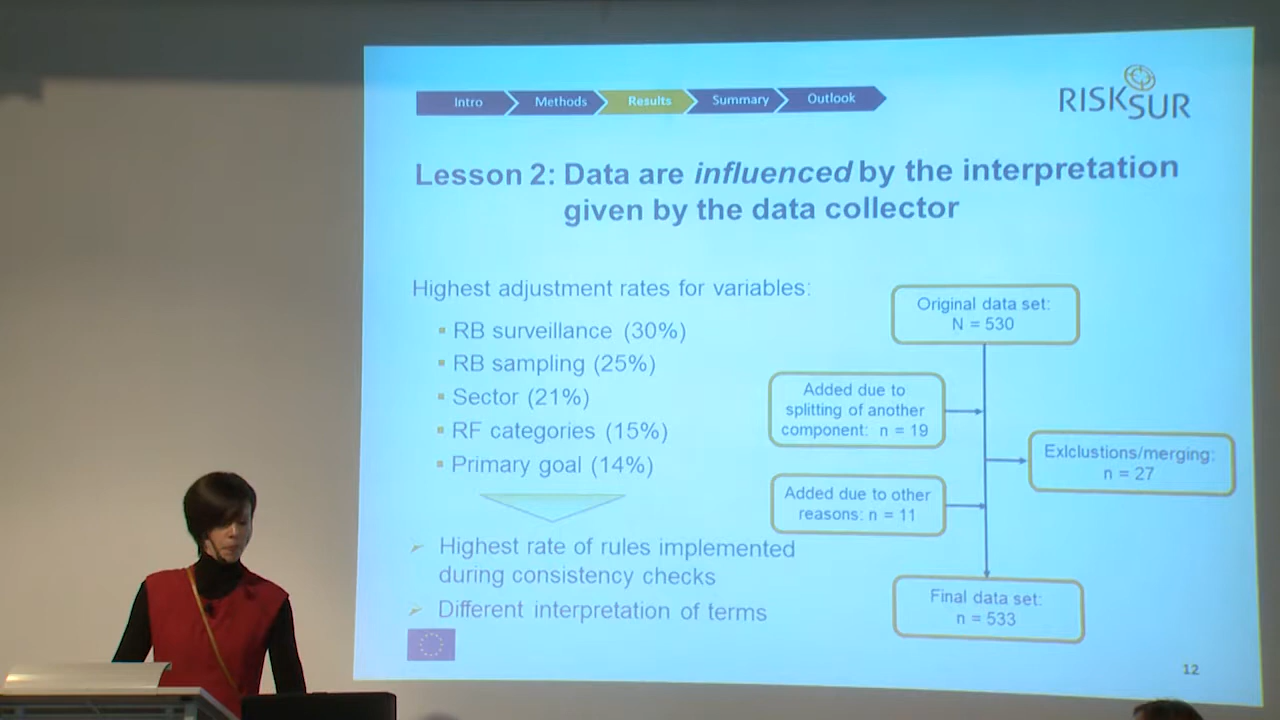 Intro
Methods
Results
Summary
Outlook
RISKSUR
Lesson 2: Data are influenced by the interpretation
given by the data collector
Highest adjustment rates for variables:
RB surveillance (30%)
RB sampling (25%)
Sector (21%)
RF categories (15%)
Primary goal (14%)
Highest rate of rules implemented
during consistency checks
Different interpretation of terms
Original data set:
N = 530
Added due to
splitting of another
component: n = 19
Exlclustions/merging:
n = 27
Added due to other
reasons: n = 11
Final data set:
n = 533
12